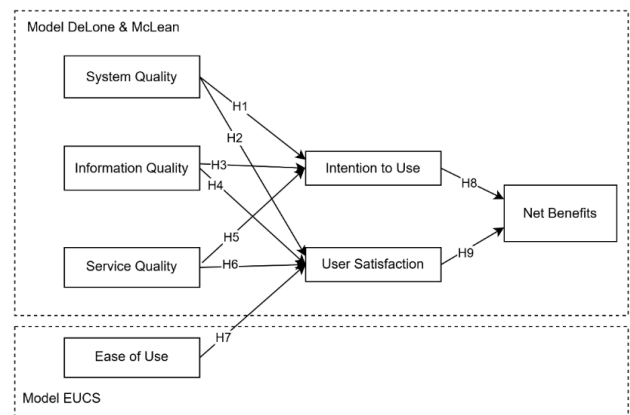 Model DeLone & McLean
System Quality
H1
H2
Information Quality
H3
Intention to Use
H4
H8
Net Benefits
H5
Service Quality
H6
User Satisfaction
H9
H7
Ease of Use
Model EUCS